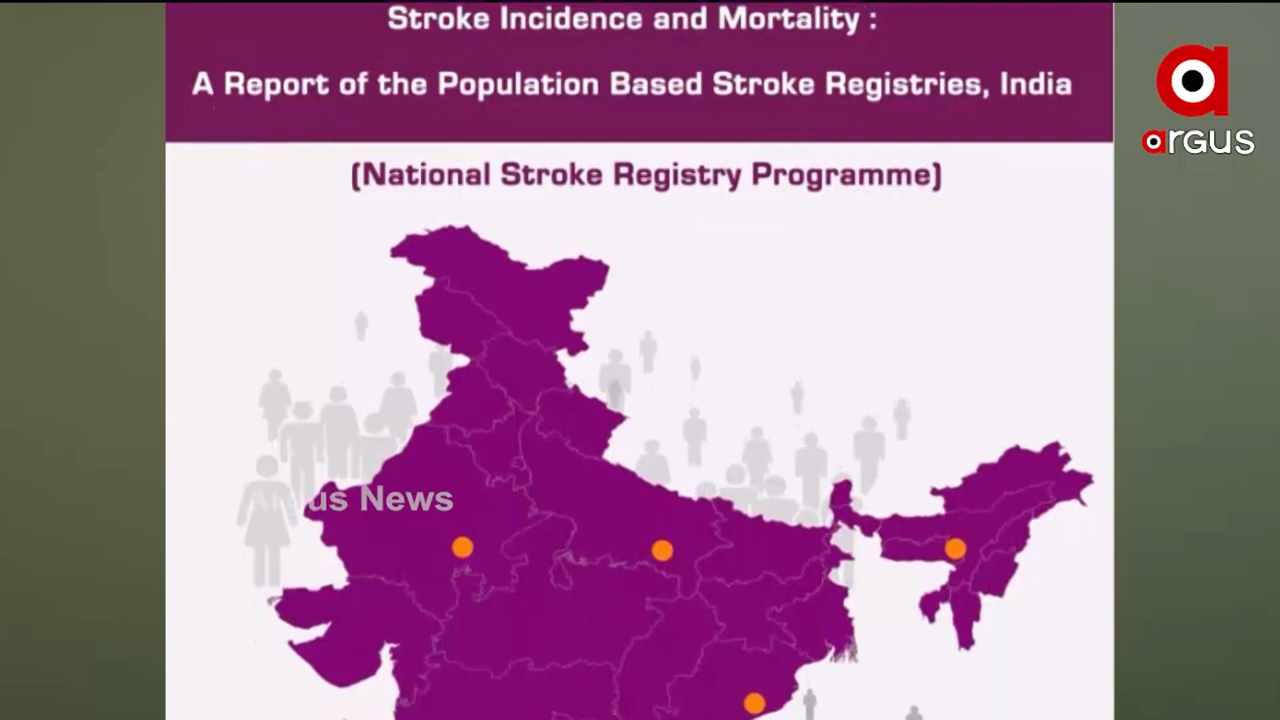 Stroke Incidence and Mortality :
A Report of the Population Based Stroke Registries, India
(National Stroke Registry Programme)
argus
us News